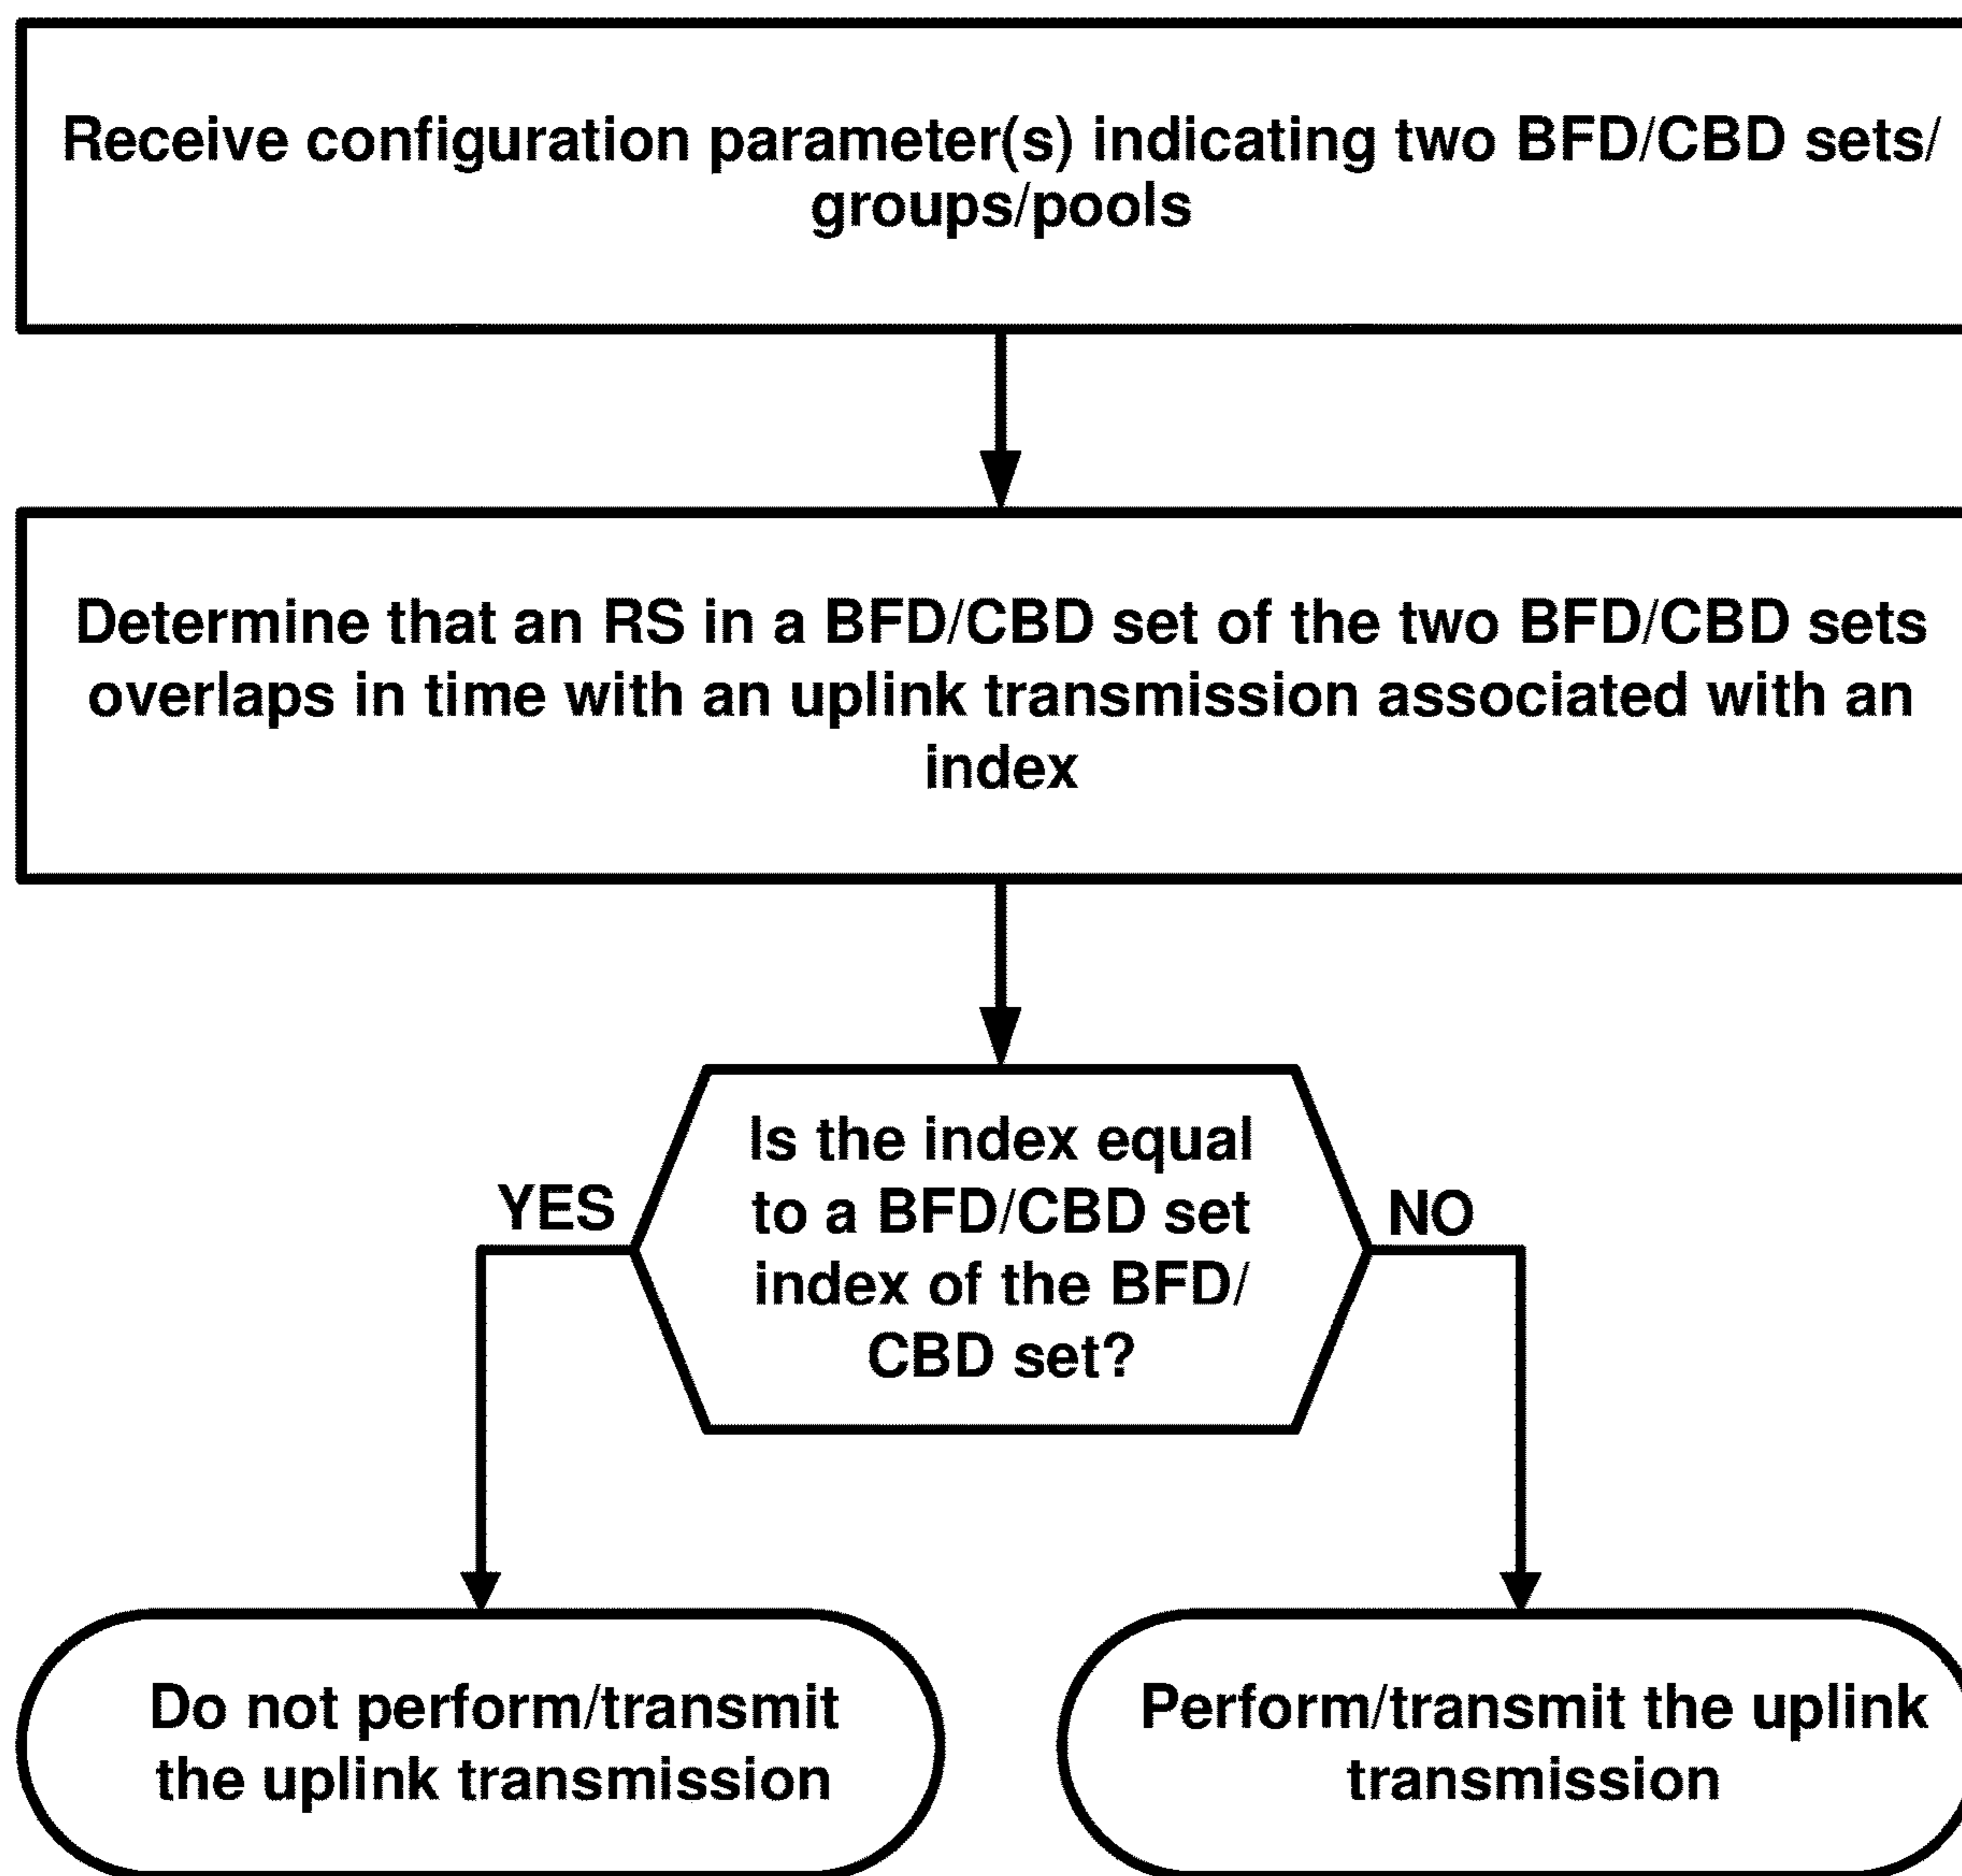 Receive configuration parameter(s) indicating two BFD/CBD sets/
groups/pools
Determine that an RS in a BFD/CBD set of the two BFD/CBD sets
overlaps in time with an uplink transmission associated with an
index
Is the index equal
to a BFD/CBD set
index of the BFD/
CBD set?
YES
NO
Do not perform/transmit
the uplink transmission
Perform/transmit the uplink
transmission